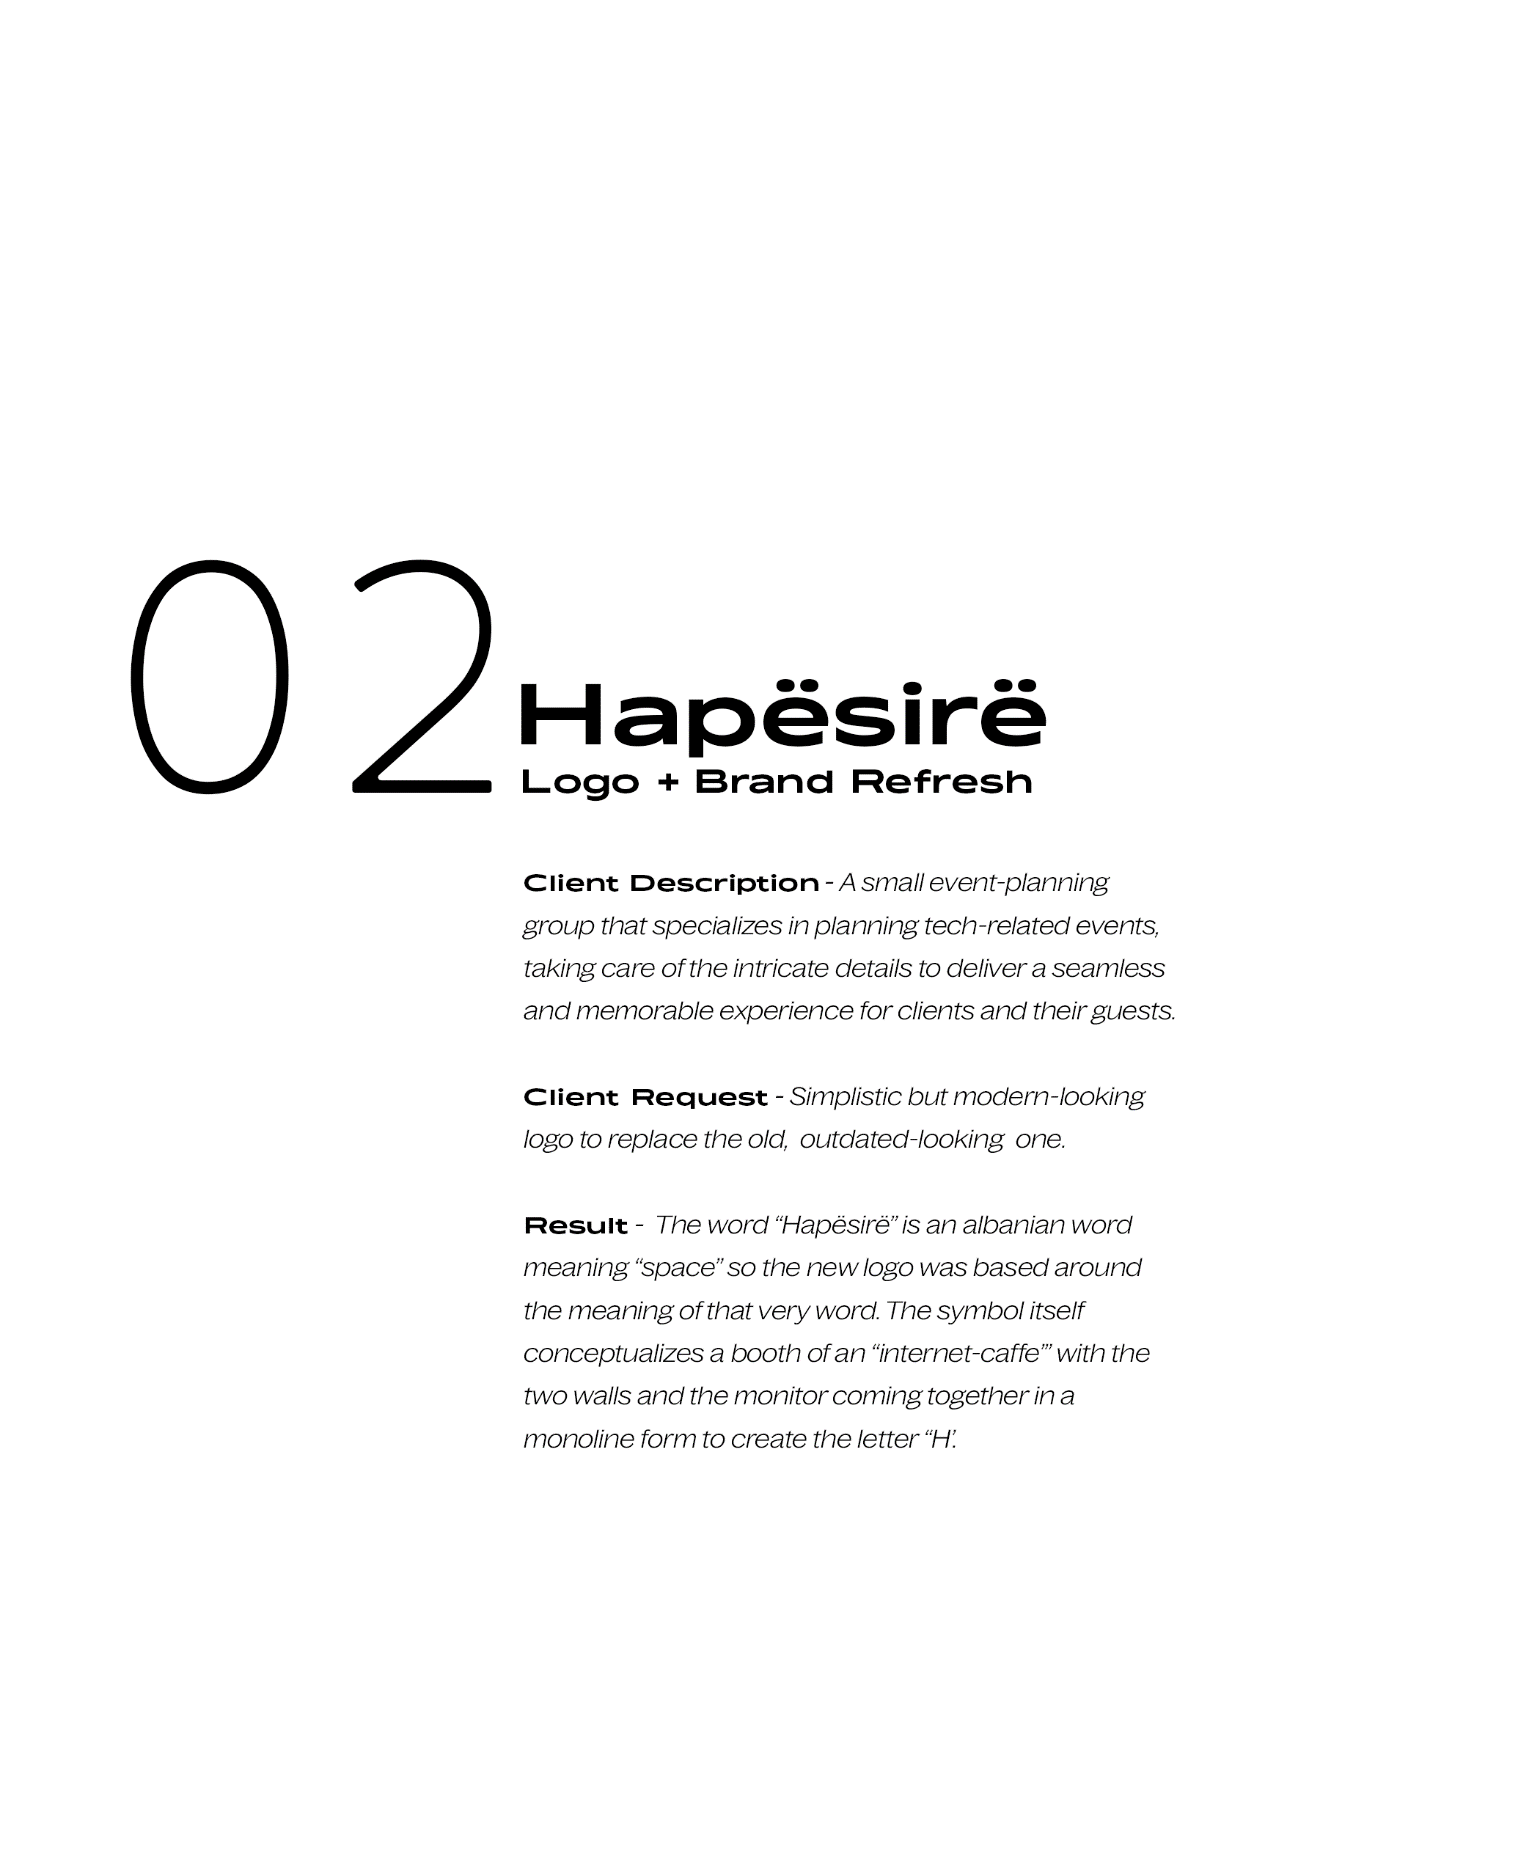 02
Hapësirë
Logo + Brand Refresh
Client Description - A small event-planning
group that specializes in planning tech-related events,
taking care of the intricate details to deliver a seamless
and memorable experience for clients and their guests.
Client Request - Simplistic but modern-looking
logo to replace the old,  outdated-looking  one.
Result -  The word “Hapësirë” is an albanian word
meaning “space” so the new logo was based around
the meaning of that very word. The symbol itself
conceptualizes a booth of an “internet-caffe”’ with the
two walls and the monitor coming together in a
monoline form to create the letter “H’.